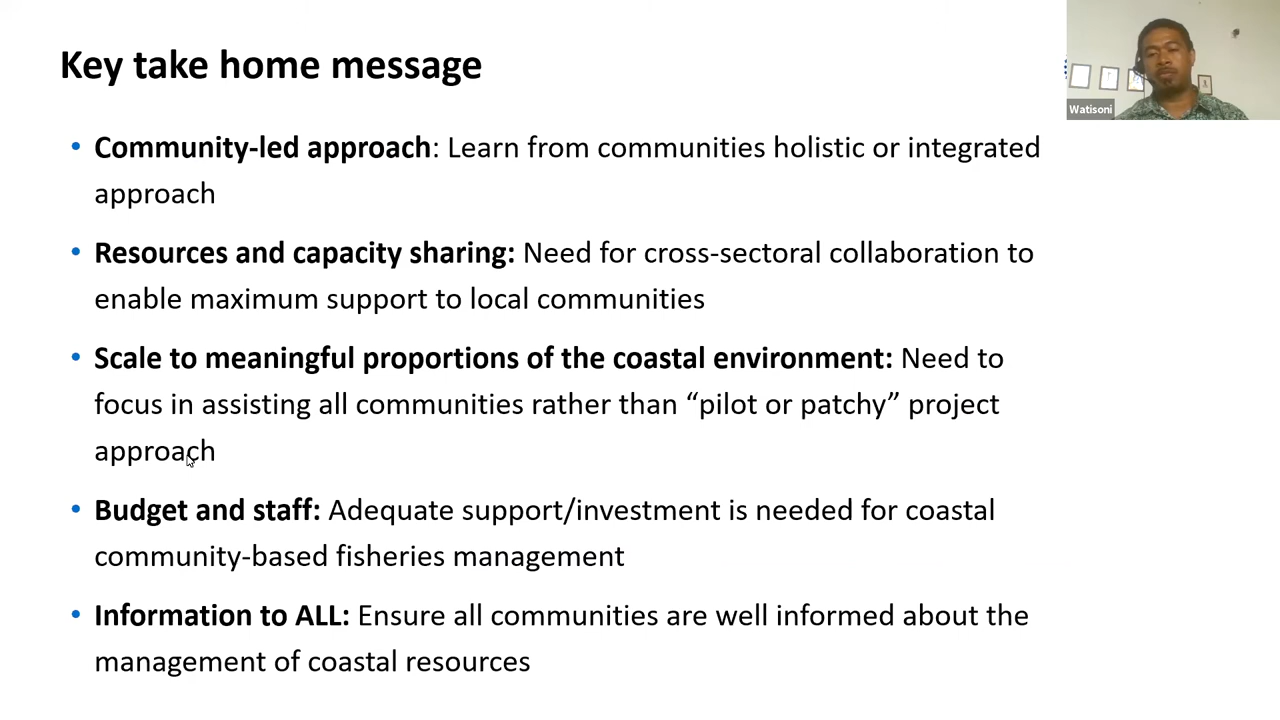 Key take home message
Watisoni
• Community-led approach: Learn from communities holistic or integrated
approach
• Resources and capacity sharing: Need for cross-sectoral collaboration to
enable maximum support to local communities
• Scale to meaningful proportions of the coastal environment: Need to
focus in assisting all communities rather than “pilot or patchy” project
approach
• Budget and staff: Adequate support/investment is needed for coastal
community-based fisheries management
• Information to ALL: Ensure all communities are well informed about the
management of coastal resources